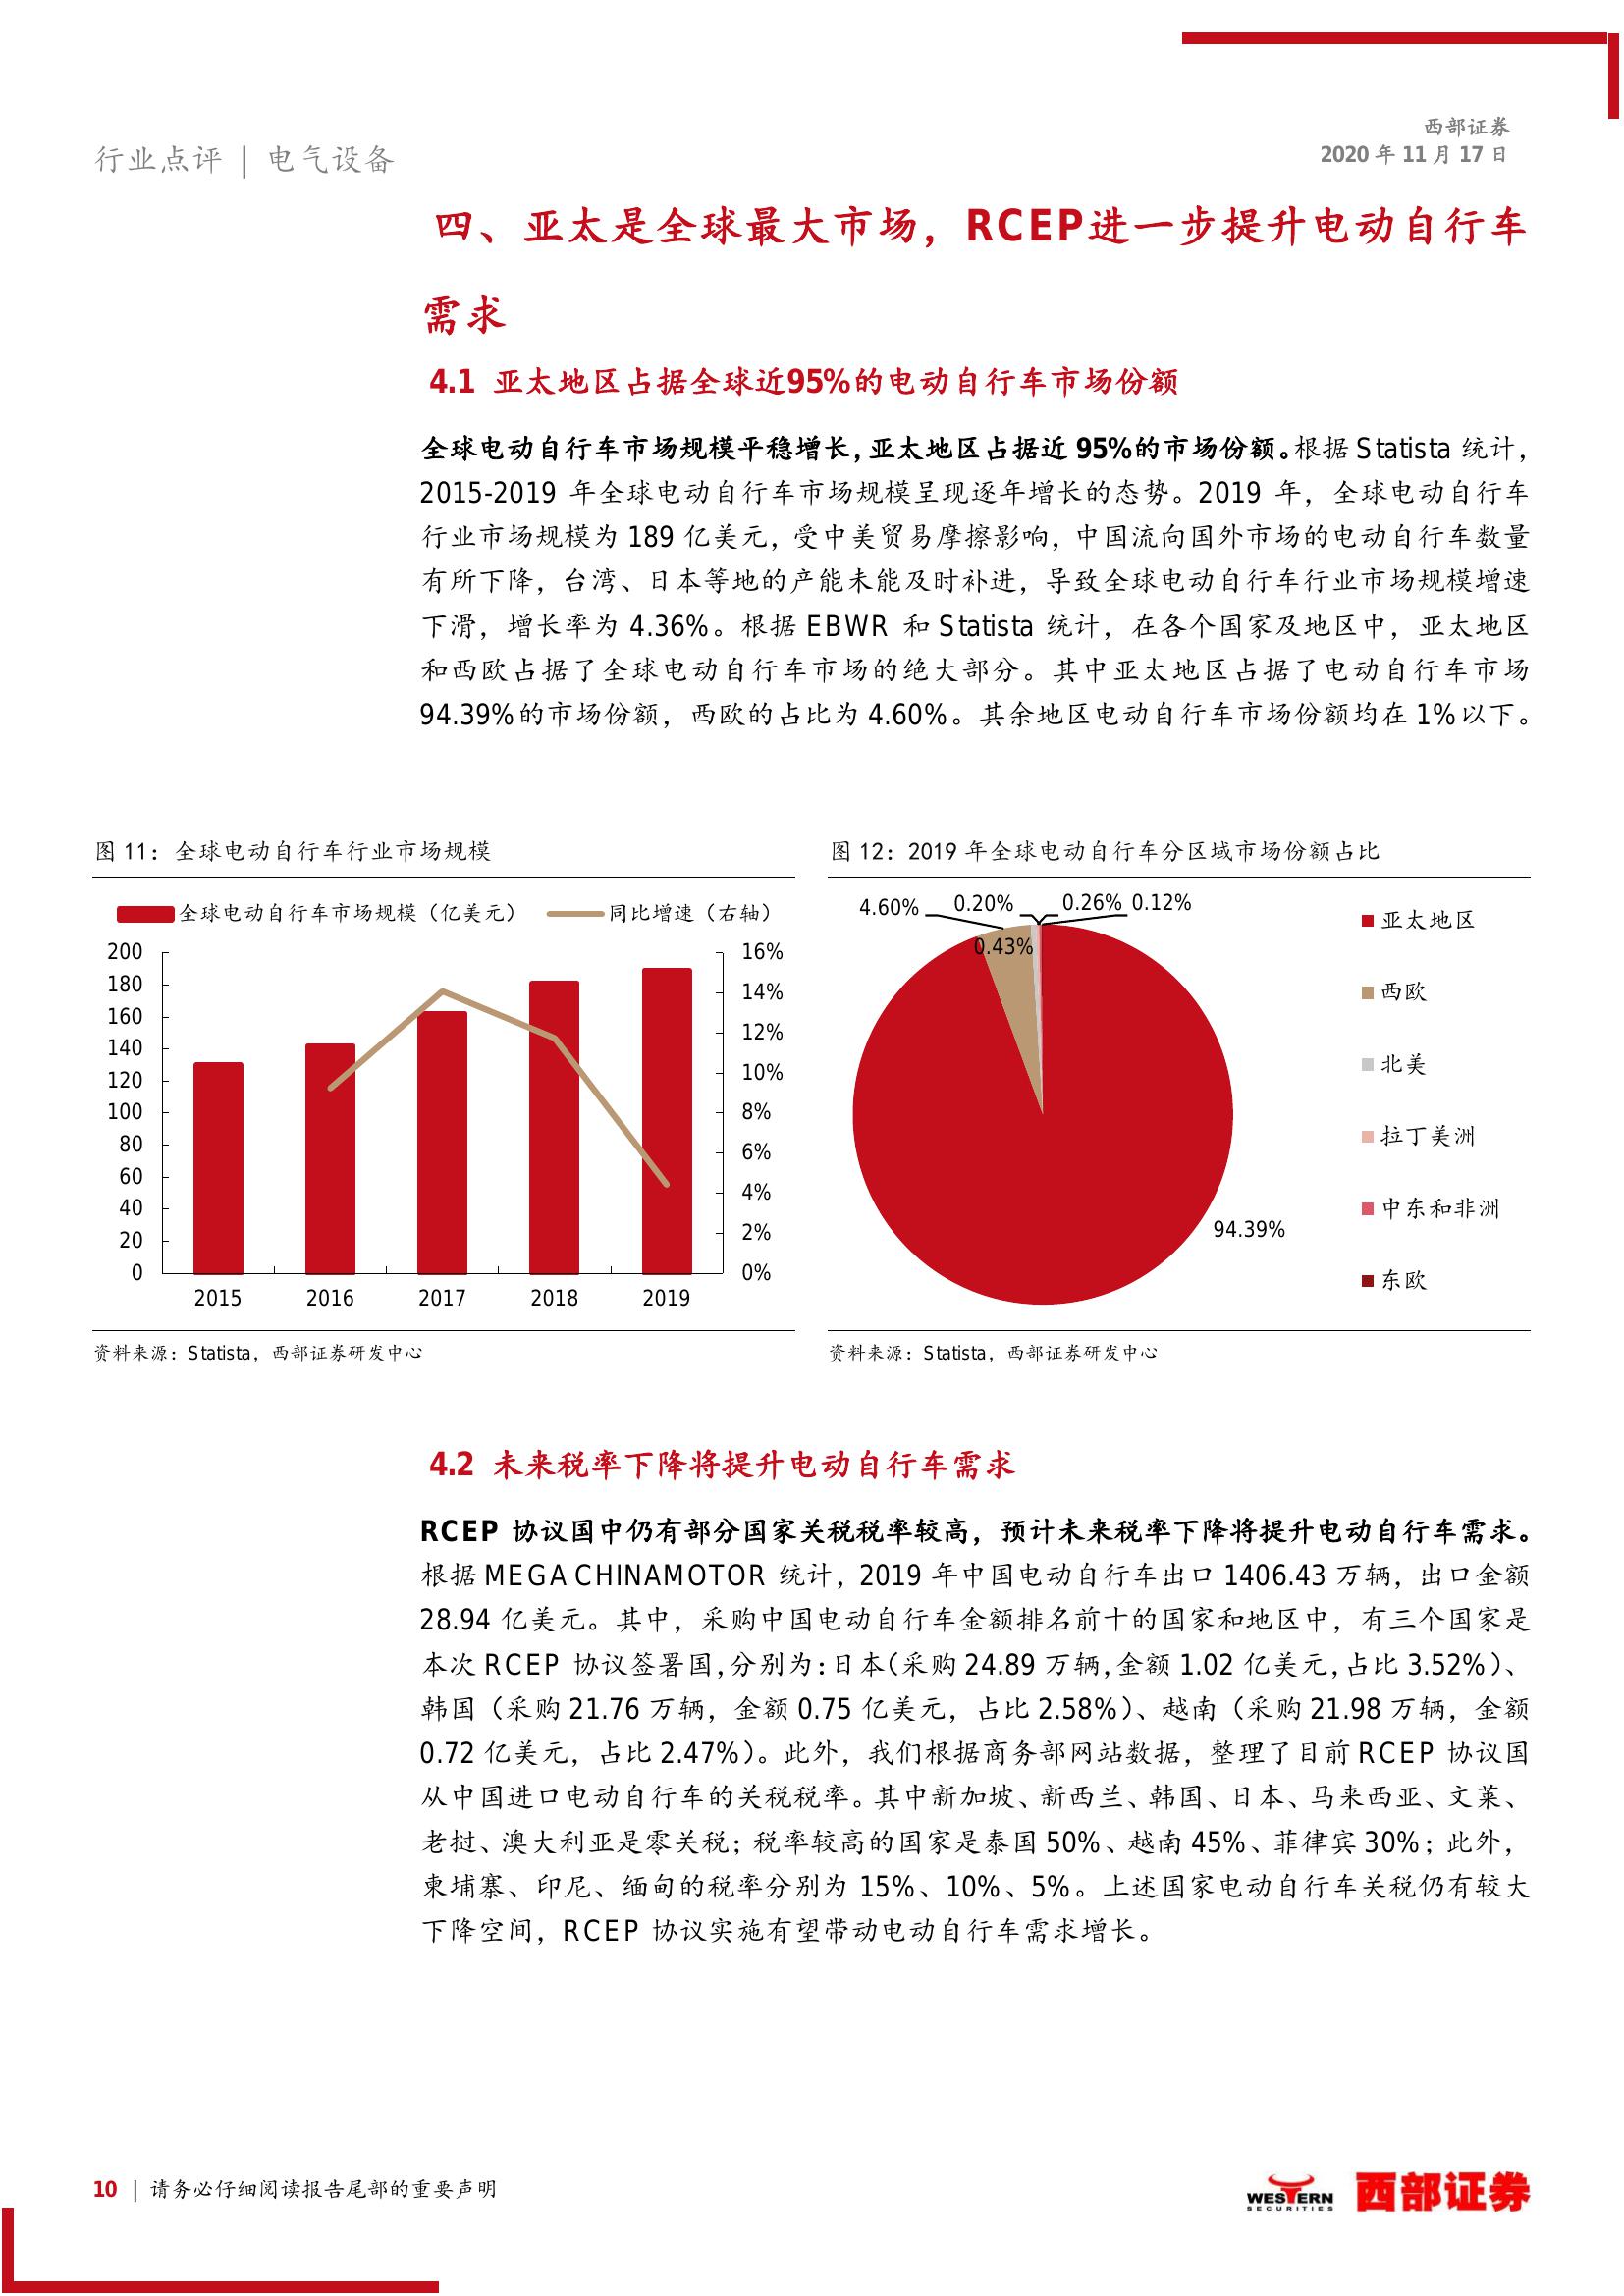 西部证券
行业点评 | 电气设备
2020 年 11 月 17 日
四、亚太是全球最大市场，RCEP进一步提升电动自行车
需求
4.1 亚太地区占据全球近95%的电动自行车市场份额
全球电动自行车市场规模平稳增长，亚太地区占据近 95%的市场份额。根据 Statista 统计，
2015-2019 年全球电动自行车市场规模呈现逐年增长的态势。2019 年，全球电动自行车
行业市场规模为 189 亿美元，受中美贸易摩擦影响，中国流向国外市场的电动自行车数量
有所下降，台湾、日本等地的产能未能及时补进，导致全球电动自行车行业市场规模增速
下滑，增长率为 4.36%。根据 EBWR 和 Statista 统计，在各个国家及地区中，亚太地区
和西欧占据了全球电动自行车市场的绝大部分。其中亚太地区占据了电动自行车市场
94.39%的市场份额，西欧的占比为 4.60%。其余地区电动自行车市场份额均在 1%以下。
图 11：全球电动自行车行业市场规模
全球电动自行车市场规模（亿美元）
同比增速（右轴）
200
180
160
140
120
100
80
60
40
20
0
16%
14%
12%
10%
8%
6%
4%
2%
0%
2015 2016 2017 2018 2019
资料来源：Statista，西部证券研发中心
图 12：2019 年全球电动自行车分区域市场份额占比
4.60% 0.20% 0.26% 0.12%
0.43%
94.39%
亚太地区
西欧
北美
拉丁美洲
中东和非洲
东欧
资料来源：Statista，西部证券研发中心
4.2 未来税率下降将提升电动自行车需求
RCEP 协议国中仍有部分国家关税税率较高，预计未来税率下降将提升电动自行车需求。
根据 MEGA CHINAMOTOR 统计，2019 年中国电动自行车出口 1406.43 万辆，出口金额
28.94 亿美元。其中，采购中国电动自行车金额排名前十的国家和地区中，有三个国家是
本次 RCEP 协议签署国，分别为：日本（采购 24.89 万辆，金额 1.02 亿美元，占比 3.52%）、
韩国（采购 21.76 万辆，金额 0.75 亿美元，占比 2.58%）、越南（采购 21.98 万辆，金额
0.72 亿美元，占比 2.47%）。此外，我们根据商务部网站数据，整理了目前 RCEP 协议国
从中国进口电动自行车的关税税率。其中新加坡、新西兰、韩国、日本、马来西亚、文莱、
老挝、澳大利亚是零关税；税率较高的国家是泰国 50%、越南 45%、菲律宾 30%；此外，
柬埔寨、印尼、缅甸的税率分别为 15%、10%、5%。上述国家电动自行车关税仍有较大
下降空间，RCEP 协议实施有望带动电动自行车需求增长。
10 | 请务必仔细阅读报告尾部的重要声明
WESTERN
SECURITIES
西部证券